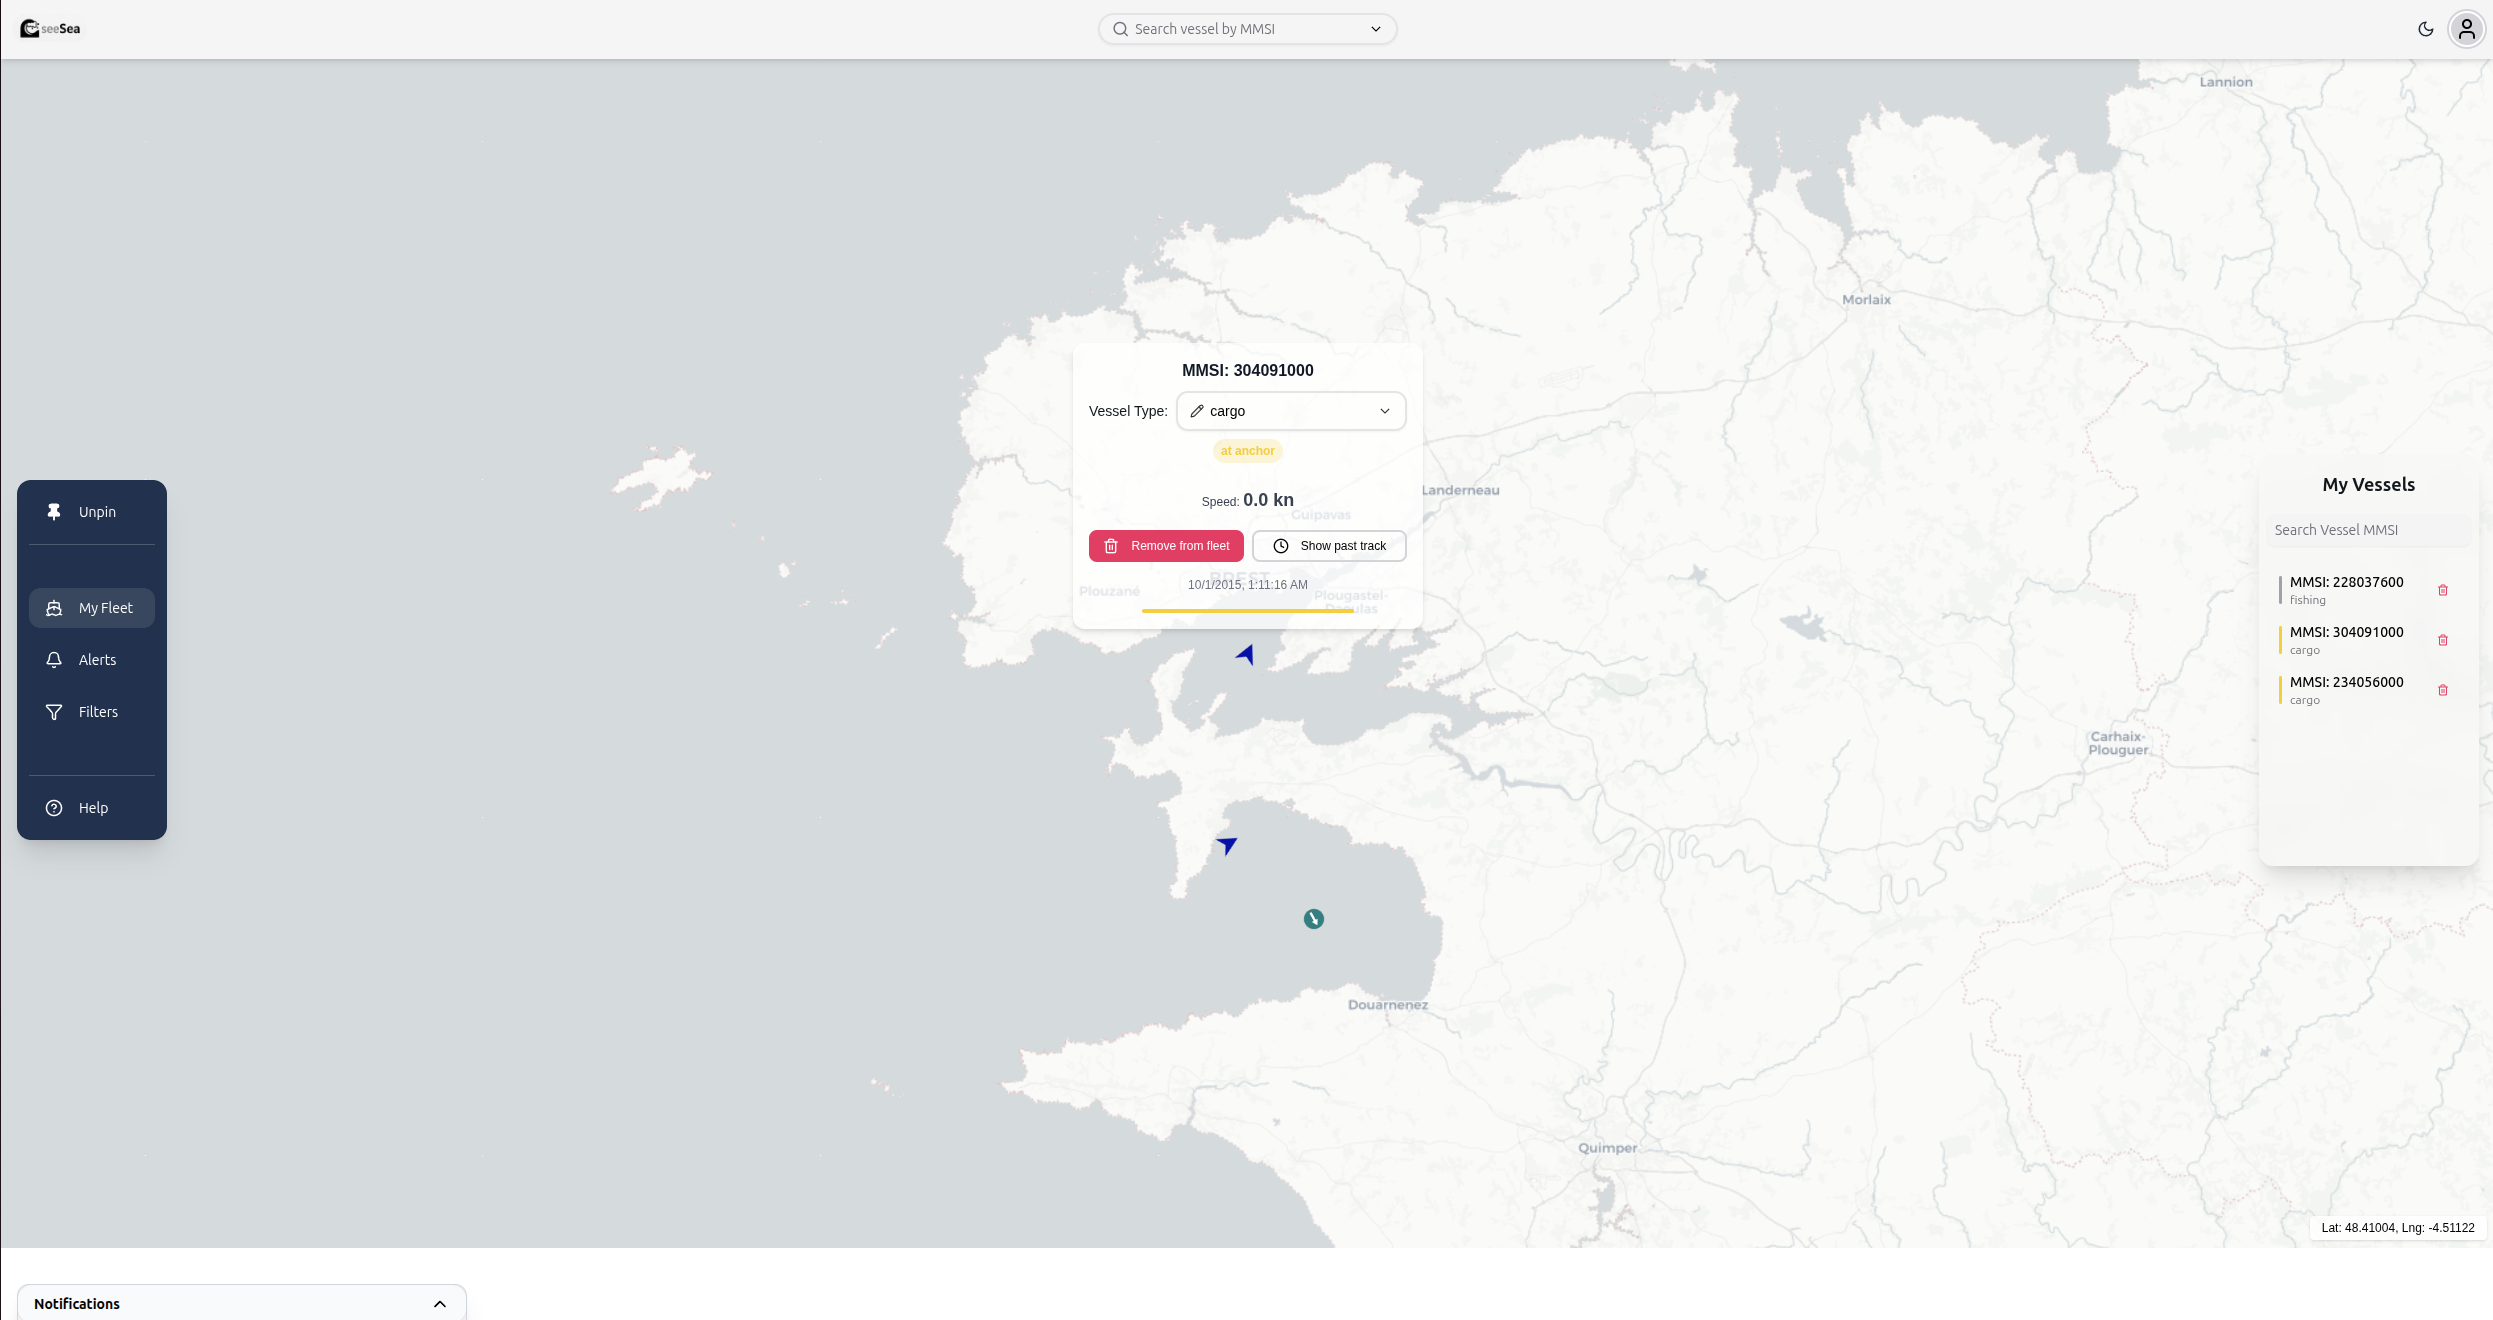 seeSea
Search vessel by MMSI
Lannion
Morlaix
MMSI: 304091000
Vessel Type: cargo
at anchor
Landerneau
Speed: 0.0 kn
Guipavas
Remove from fleet
Show past track
BREST
10/1/2015, 1:11:16 AM
Plouzané
Plougastel-
Daoulas
Unpin
My Fleet
Alerts
Filters
Help
My Vessels
Search Vessel MMSI
MMSI: 228037600
fishing
MMSI: 304091000
cargo
MMSI: 234056000
cargo
Carhaix-
Plouguer
Douarnenez
Quimper
Lat: 48.41004, Lng: -4.51122
Notifications